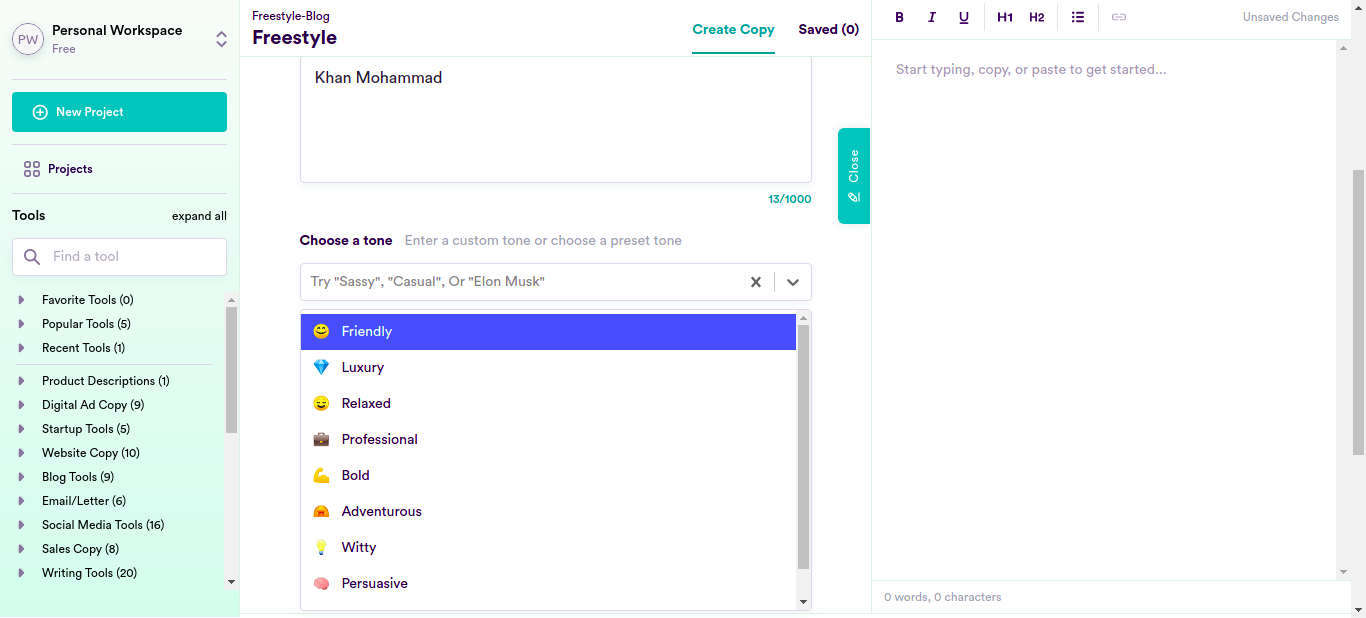 PW
Personal Workspace
Free
New Project
Projects
Tools
expand all
Find a tool
Favorite Tools (0)
Popular Tools (5)
Recent Tools (1)
Product Descriptions (1)
Digital Ad Copy (9)
Startup Tools (5)
Website Copy (10)
Blog Tools (9)
Email/Letter (6)
Social Media Tools (16)
Sales Copy (8)
Writing Tools (20)
Freestyle-Blog
Freestyle
Create Copy
Saved (0)
Khan Mohammad
13/1000
Choose a tone Enter a custom tone or choose a preset tone
Try "Sassy", "Casual", Or "Elon Musk"
Friendly
Luxury
Relaxed
Professional
Bold
Adventurous
Witty
Persuasive
Close
B I U H1 H2
Unsaved Changes
Start typing, copy, or paste to get started...
0 words, 0 characters